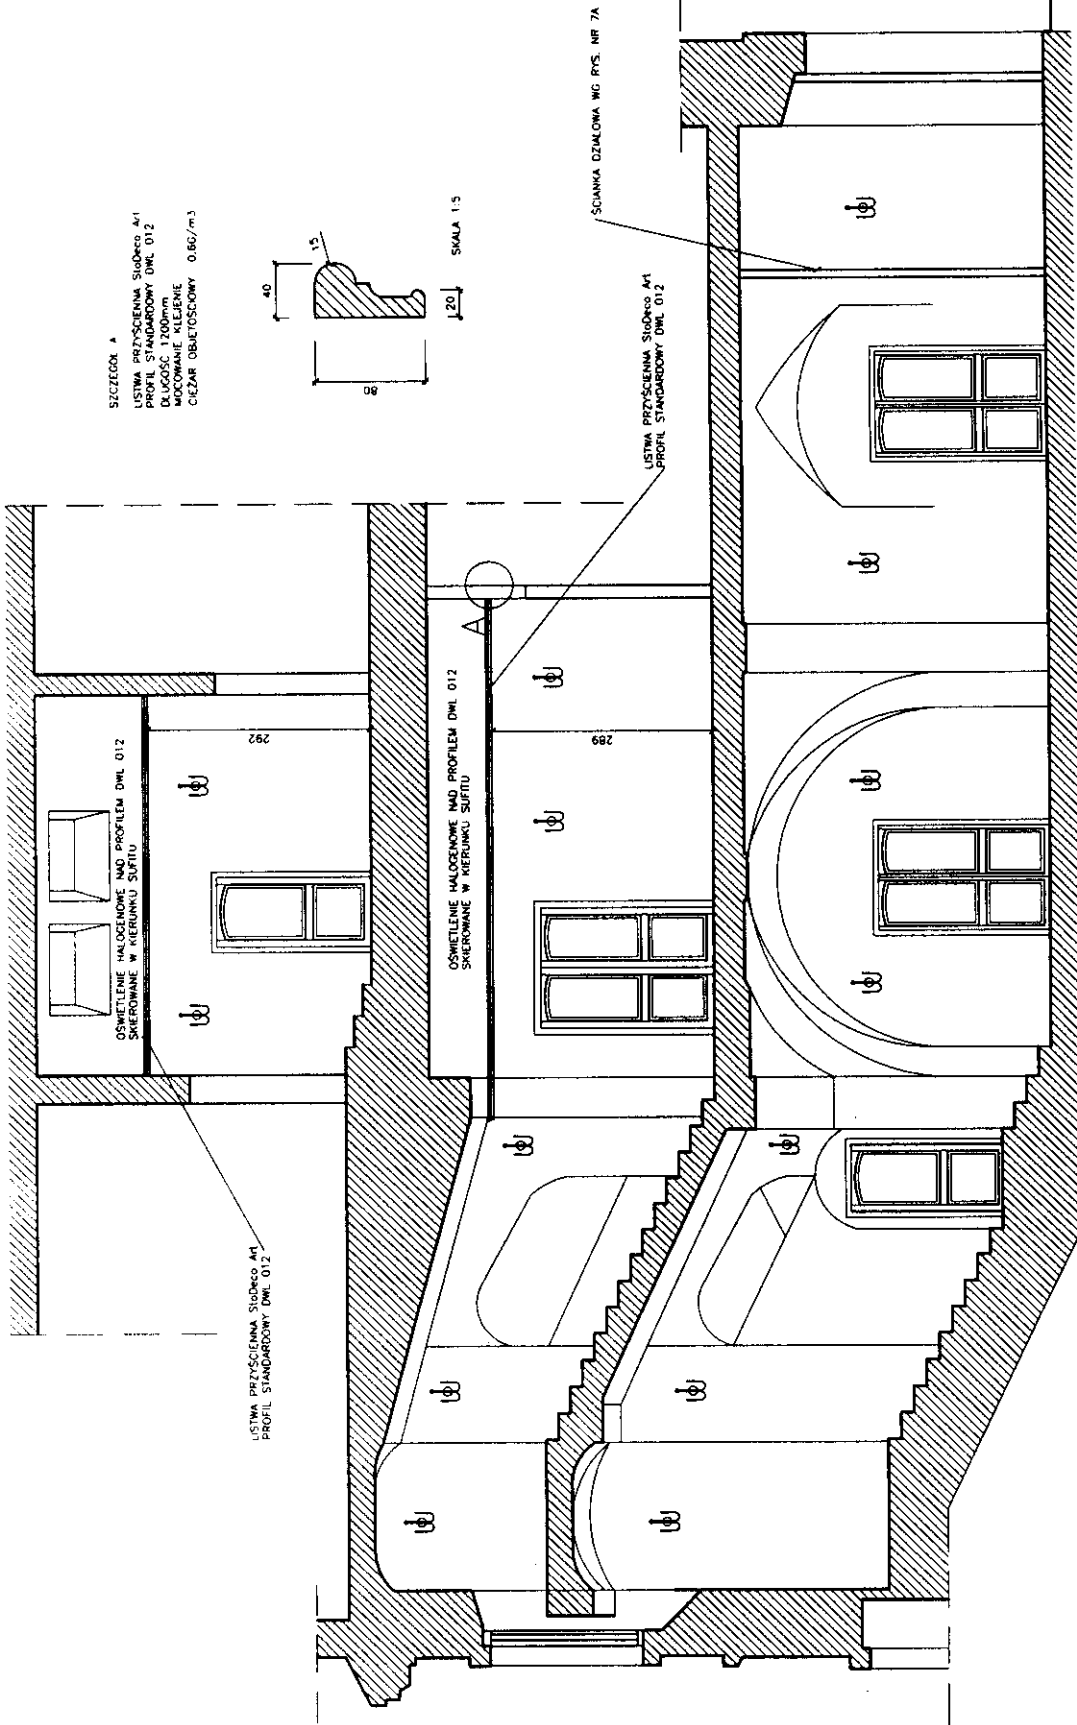 SZCZEGÓŁ A
LISTWA PRZYŚCIENNA StoDeco Art
PROFIL STANDARDOWY DWL 012
DŁUGOŚC 1200mm
MOCOWANIE KLEJENIE
CIĘŻAR OBJĘTOŚCIOWY 0.6G/m3
40
15
80
20
SKALA 1:5
ŚCIANKA DZIAŁOWA WG RYS. NR 7A
OŚWIETLENIE HALOGENOWE NAD PROFILEM DWL 012
SKIEROWANE W KIERUNKU SUFITU
292
LISTWA PRZYŚCIENNA StoDeco Art
PROFIL STANDARDOWY DWL 012
OŚWIETLENIE HALOGENOWE NAD PROFILEM DWL 012
SKIEROWANE W KIERUNKU SUFITU
A
289
LISTWA PRZYŚCIENNA StoDeco Art
PROFIL STANDARDOWY DWL 012